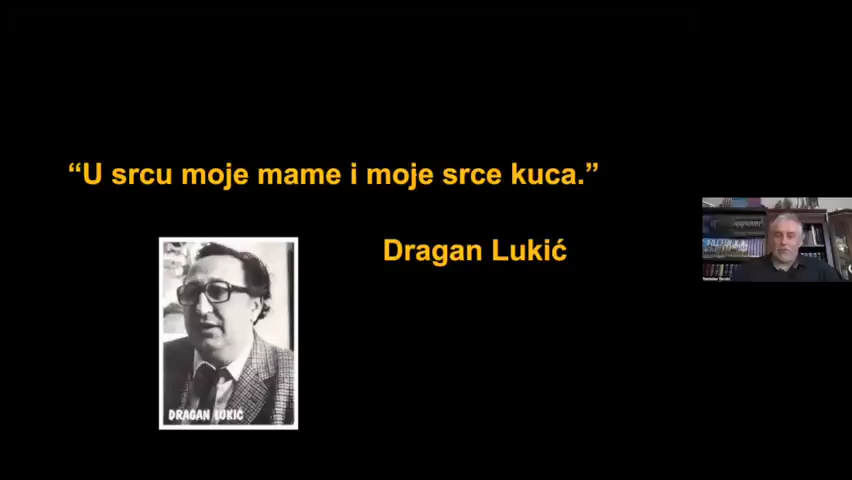 “U srcu moje mame i moje srce kuca.”
Dragan Lukić
DRAGAN LUKIĆ